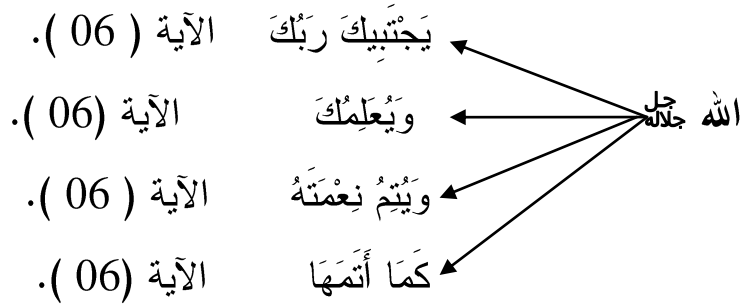 الله جل جلاله
يَجْتَبِيكَ رَبُكَ الآية ( 06 ).
وَيُعَلِمُكَ الآية (06 ).
وَيُتِمُ نِعْمَتَهُ الآية ( 06 ).
كَمَا أَتَمَهَا الآية (06 ).